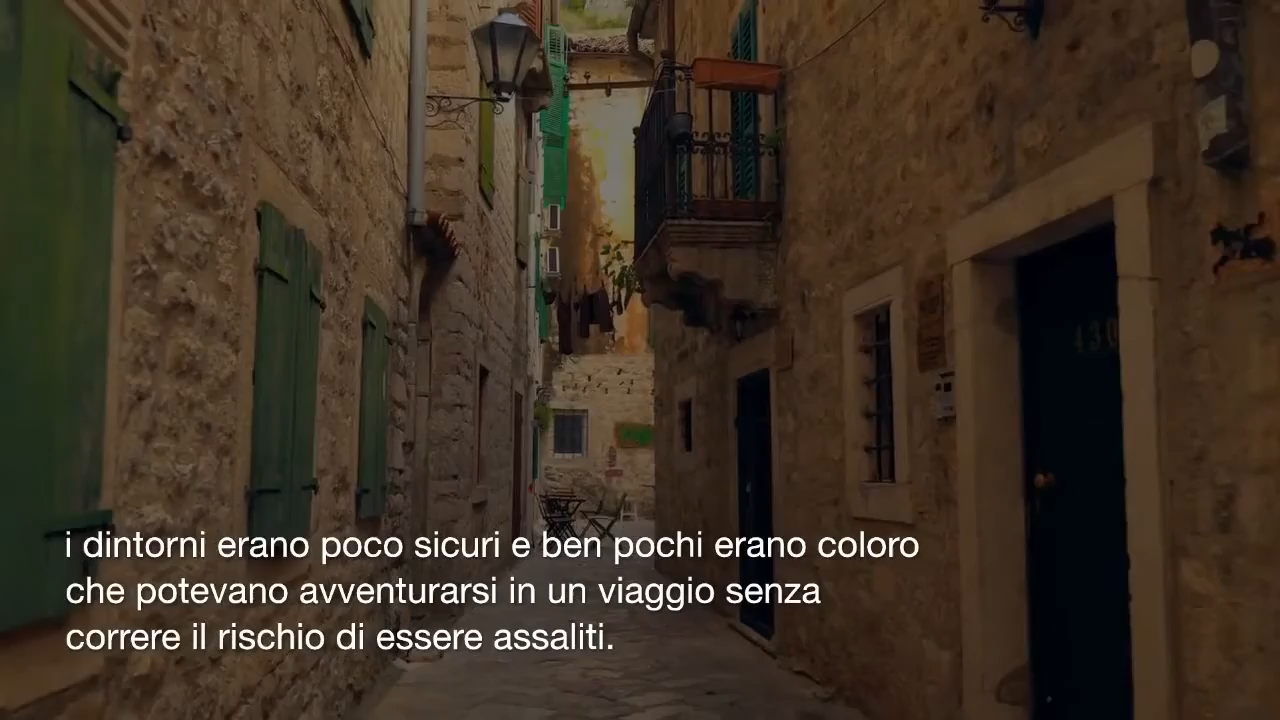 430
i dintorni erano poco sicuri e ben pochi erano coloro
che potevano avventurarsi in un viaggio senza
correre il rischio di essere assaliti.